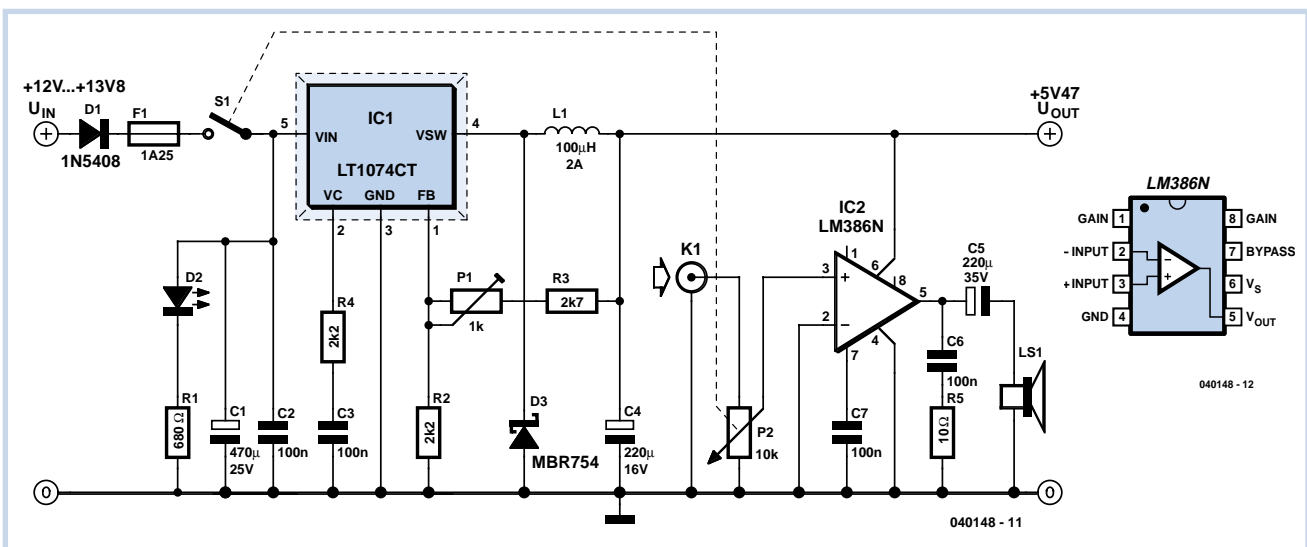 +12V...+13V8
UIN
D1
1N5408
F1
1A25
S1
5
VIN
IC1
VSW
4
LT1074CT
VC
GND
FB
2
3
1
L1
100µH
2A
+5V47
UOUT
D2
R1
680 Ω
C1
470µ
25V
C2
100n
R4
2k2
C3
100n
P1
1k
R3
2k7
R2
2k2
D3
MBR754
C4
220µ
16V
K1
P2
10k
IC2
LM386N
3
+
2
−
1
6
8
5
4
7
C7
100n
C5
220µ
35V
C6
100n
R5
10Ω
LS1
0
0
040148 - 11
LM386N
GAIN 1
8 GAIN
- INPUT 2
7 BYPASS
+ INPUT 3
6 VS
GND 4
5 VOUT
−
+
040148 - 12